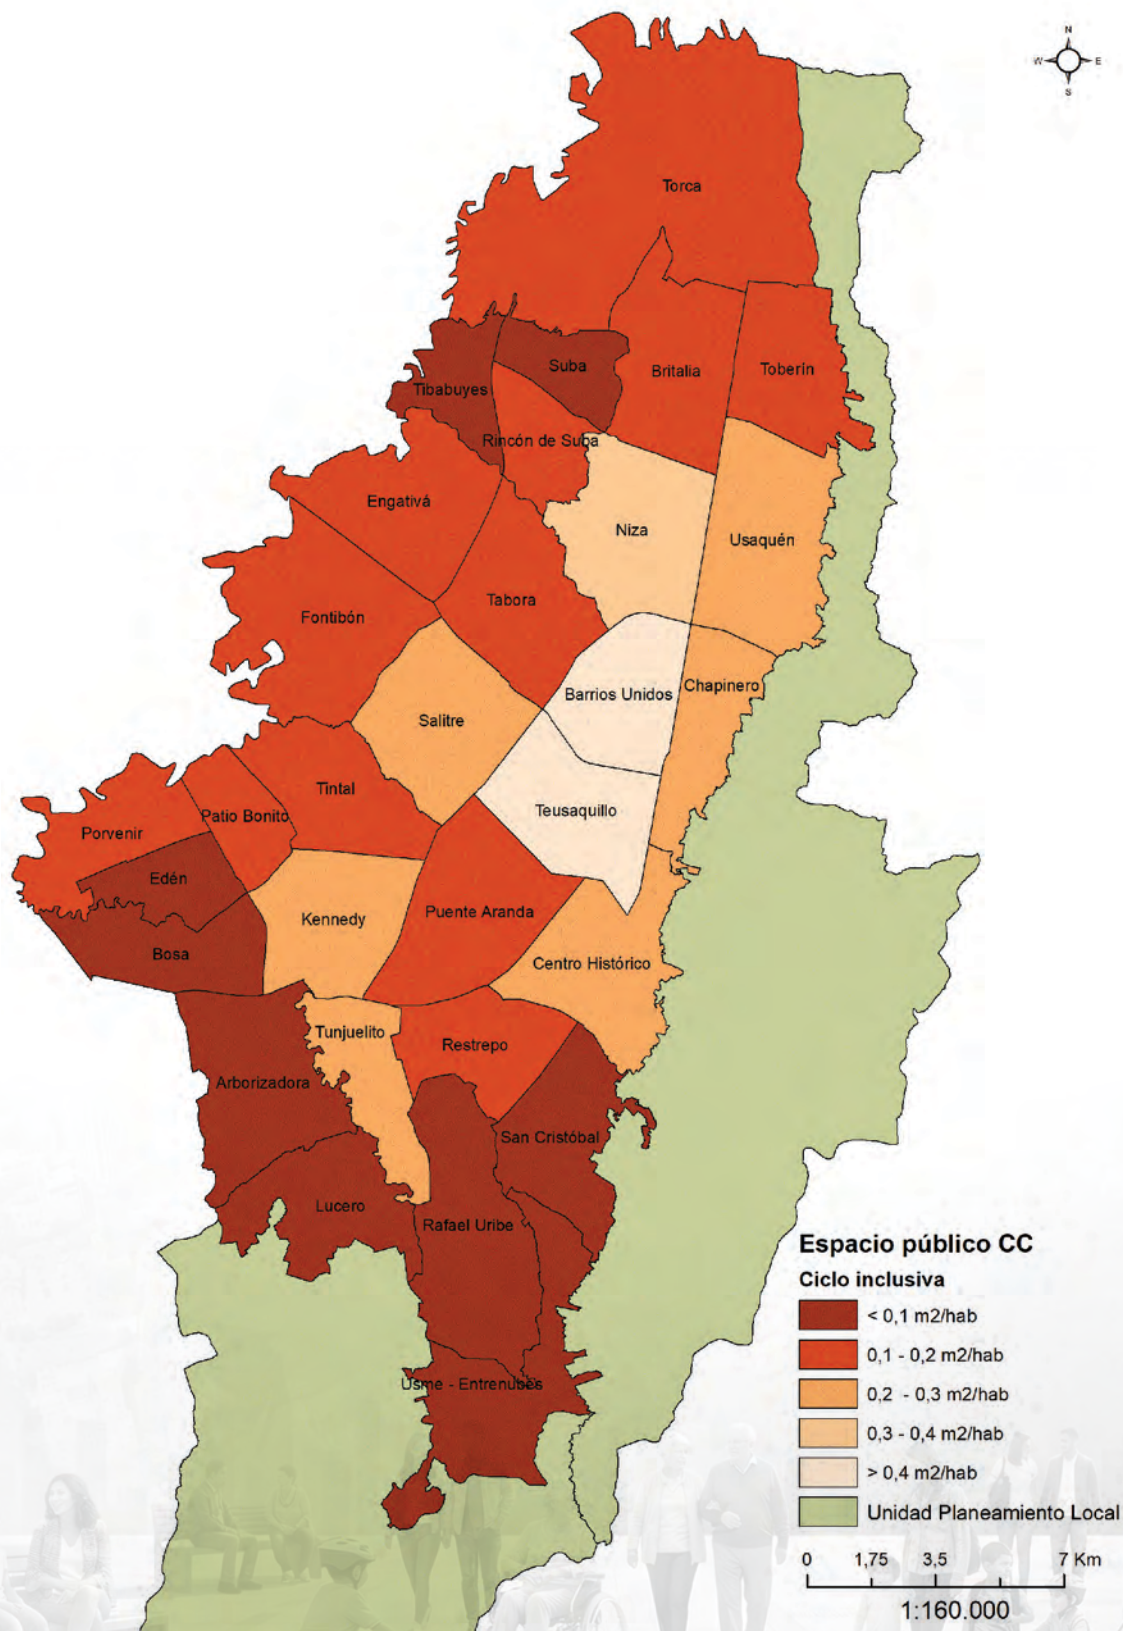 N
W E
S
Torca
Suba
Britalia
Toberín
Tibabuyes
Rincón de Suba
Engativá
Niza
Usaquén
Tabora
Fontibón
Barrios Unidos
Chapinero
Salitre
Tintal
Teusaquillo
Patio Bonito
Porvenir
Edén
Kennedy
Puente Aranda
Bosa
Centro Histórico
Tunjuelito
Restrepo
Arborizadora
San Cristóbal
Lucero
Rafael Uribe
Usme - Entrenubes
Espacio público CC
Ciclo inclusiva
< 0,1 m2/hab
0,1 - 0,2 m2/hab
0,2 - 0,3 m2/hab
0,3 - 0,4 m2/hab
> 0,4 m2/hab
Unidad Planeamiento Local
0 1,75 3,5 7 Km
1:160.000